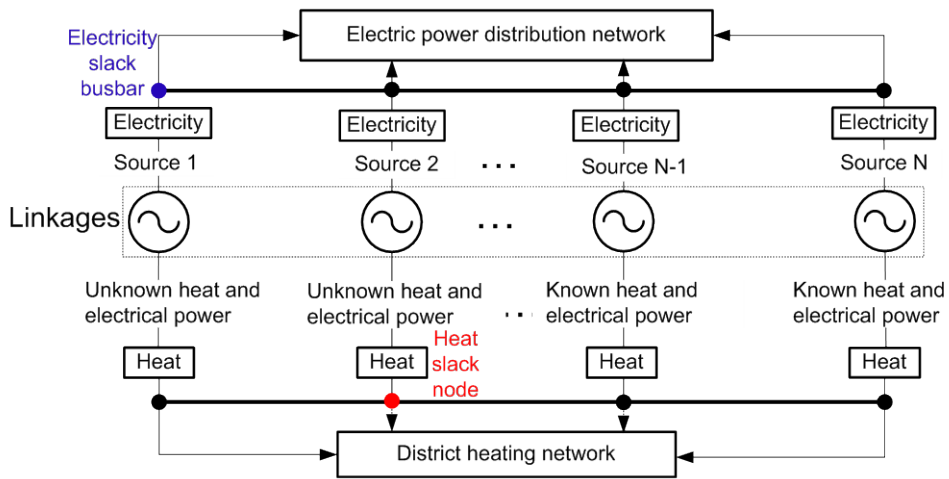 Electricity
slack
busbar
Electric power distribution network
Electricity
Electricity
Electricity
Electricity
Source 1
Source 2
...
Source N-1
Source N
Linkages
...
Unknown heat and
electrical power
Unknown heat and
electrical power
...
Known heat and
electrical power
Known heat and
electrical power
Heat
Heat
Heat
slack
node
Heat
Heat
District heating network